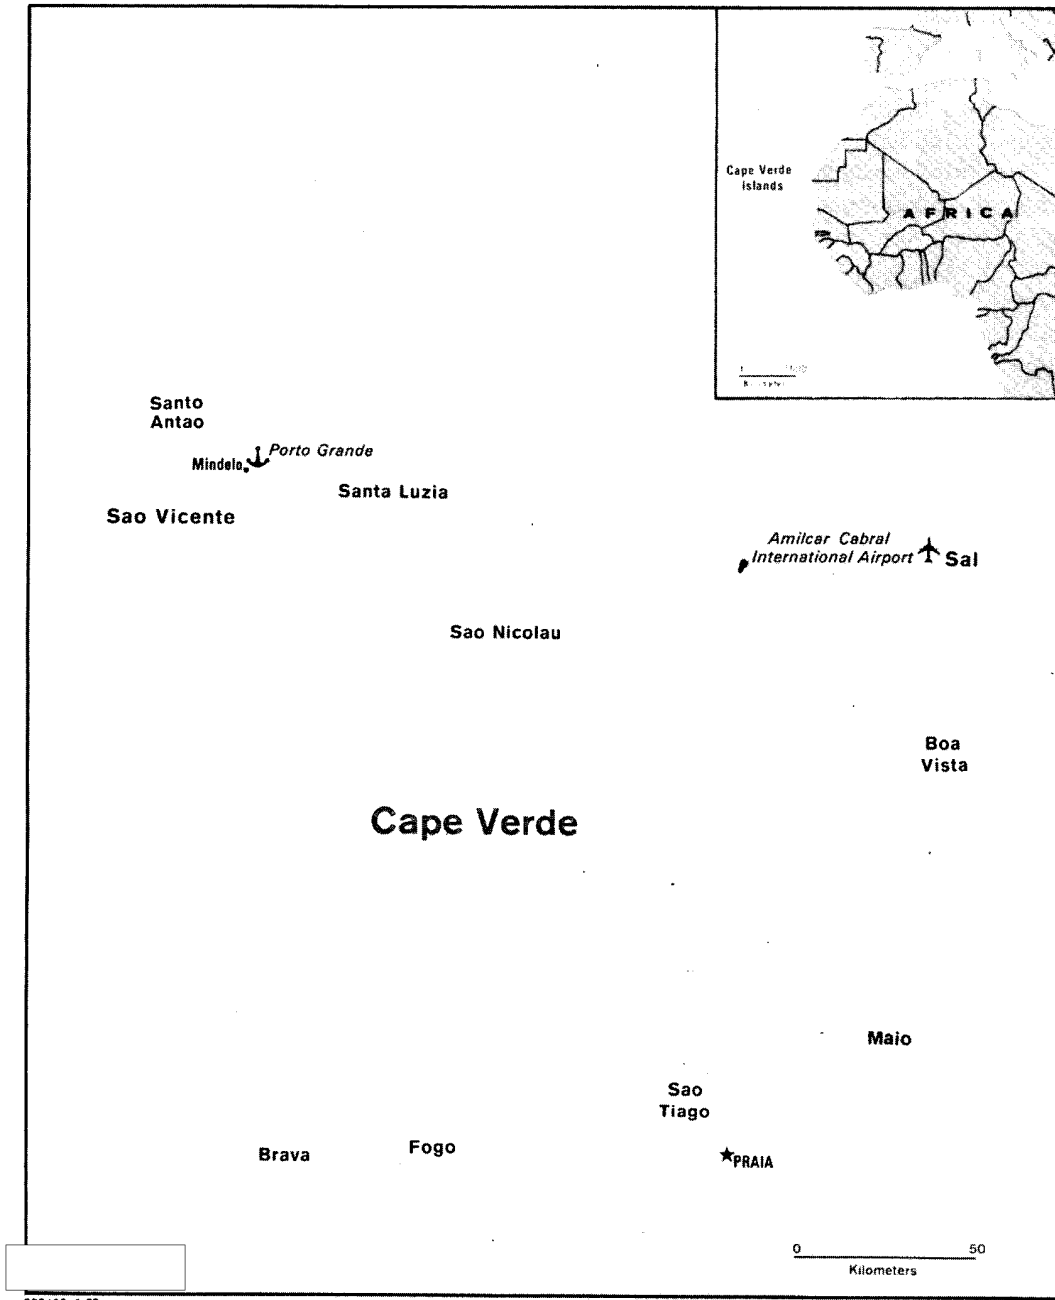 Cape Verde
Islands
AFRICA
Santo
Antao
Mindelo
Porto Grande
Santa Luzia
Sao Vicente
Amilcar Cabral
International Airport
Sal
Sao Nicolau
Boa
Vista
Cape Verde
Maio
Sao
Tiago
Brava
Fogo
PRAIA
0 50
Kilometers